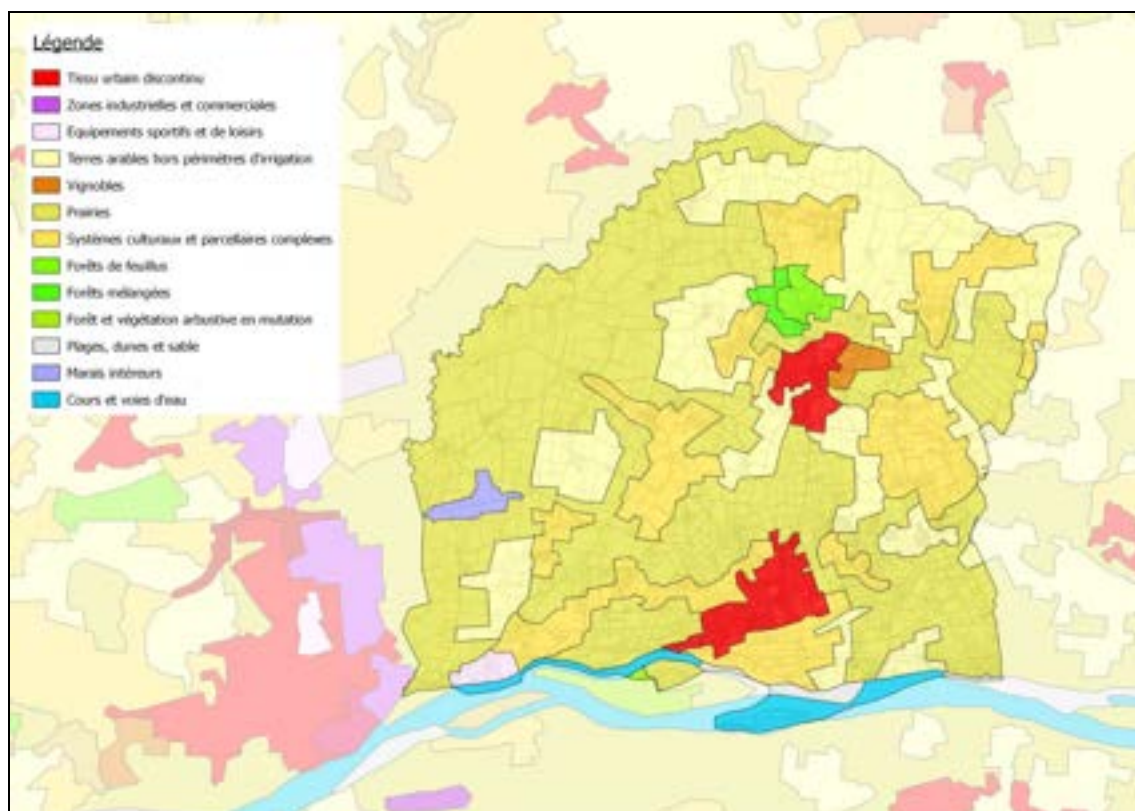 Légende
Tissu urbain discontinu
Zones industrielles et commerciales
Equipements sportifs et de loisirs
Terres arables hors périmètres d'irrigation
Vignobles
Prairies
Systèmes culturaux et parcellaires complexes
Forêts de feuillus
Forêts mélangées
Forêt et végétation arbustive en mutation
Plages, dunes et sable
Marais intérieurs
Cours et voies d'eau